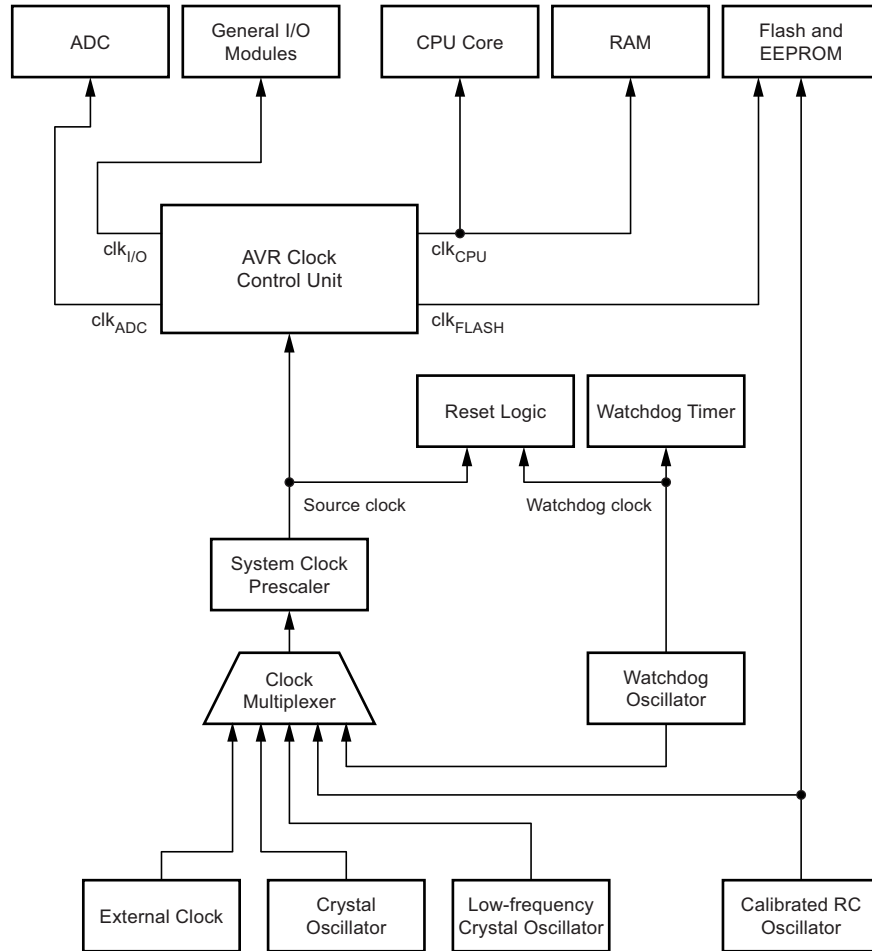 ADC
General I/O
Modules
CPU Core
RAM
Flash and
EEPROM
clkI/O
AVR Clock
Control Unit
clkCPU
clkADC
clkFLASH
Reset Logic
Watchdog Timer
Source clock
Watchdog clock
System Clock
Prescaler
Clock
Multiplexer
Watchdog
Oscillator
External Clock
Crystal
Oscillator
Low-frequency
Crystal Oscillator
Calibrated RC
Oscillator